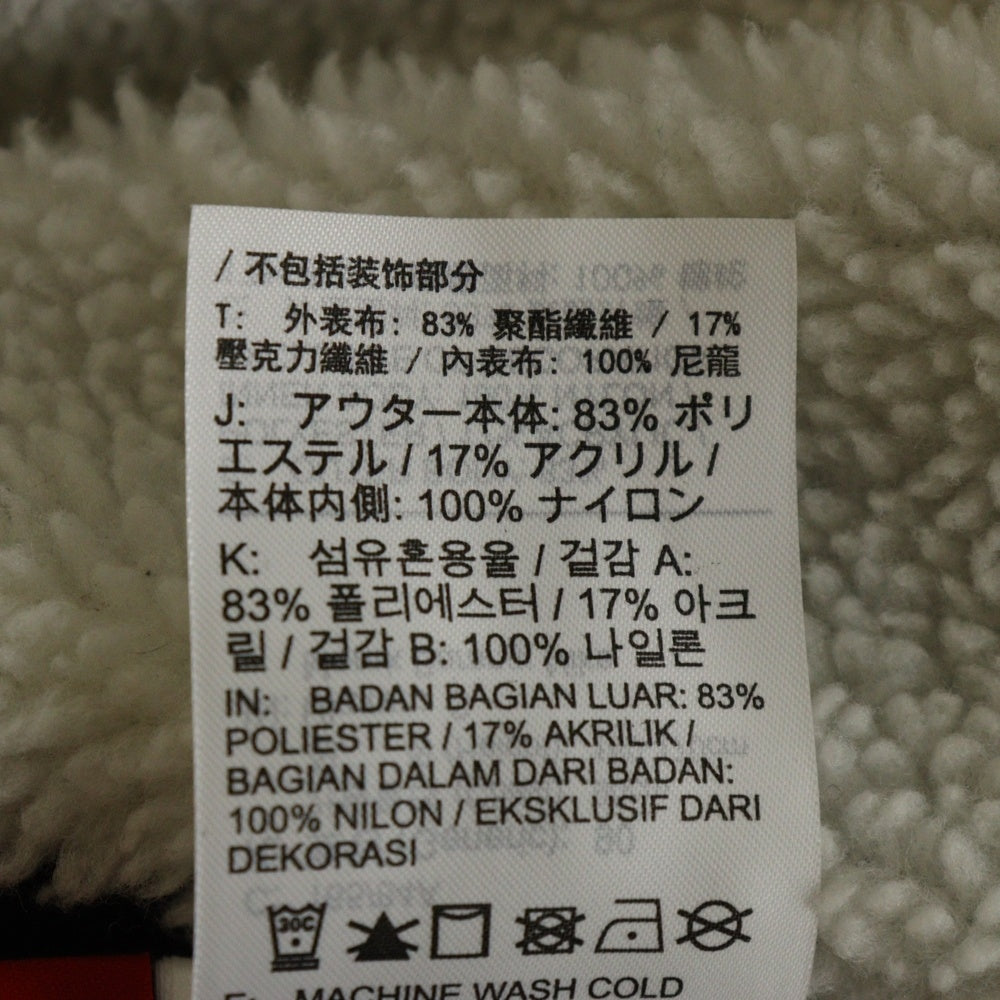 / 不包括装饰部分
T: 外表布: 83% 聚酯纖維 / 17%
壓克力纖維 / 內表布: 100% 尼龍
J: アウター本体: 83% ポリ
エステル / 17% アクリル /
本体内側: 100% ナイロン
K: 섬유혼용율 / 겉감 A:
83% 폴리에스터 / 17% 아크
릴 / 겉감 B: 100% 나일론
IN: BADAN BAGIAN LUAR: 83%
POLIESTER / 17% AKRILIK /
BAGIAN DALAM DARI BADAN:
100% NILON / EKSKLUSIF DARI
DEKORASI
30C
E: MACHINE WASH COLD